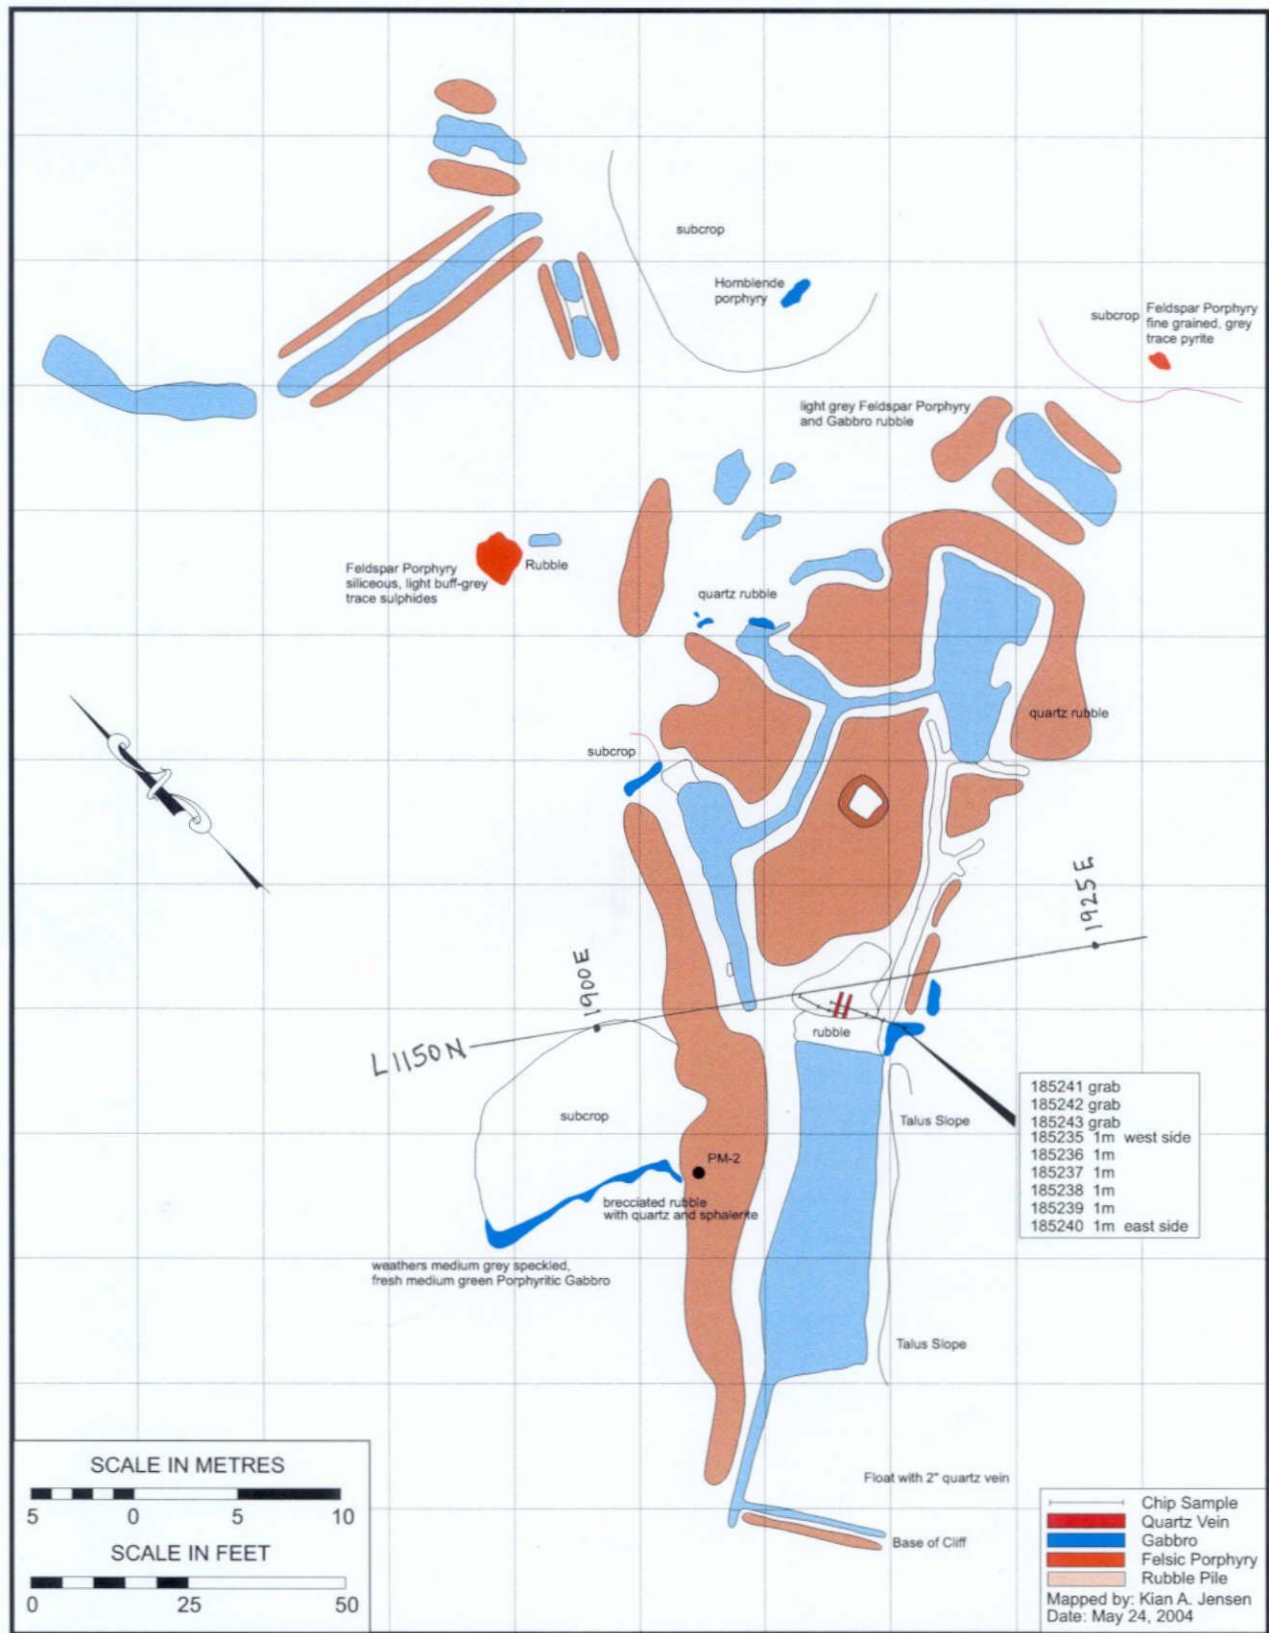 subcrop
Hornblende
porphyry
subcrop
Feldspar Porphyry
fine grained, grey
trace pyrite
light grey Feldspar Porphyry
and Gabbro rubble
Feldspar Porphyry
siliceous, light buff-grey
trace sulphides
Rubble
quartz rubble
quartz rubble
subcrop
1925 E
1900 E
L1150 N
rubble
185241 grab
185242 grab
185243 grab
185235 1m west side
185236 1m
185237 1m
185238 1m
185239 1m
185240 1m east side
Talus Slope
subcrop
PM-2
brecciated rubble
with quartz and sphalerite
weathers medium grey speckled,
fresh medium green Porphyritic Gabbro
Talus Slope
Float with 2" quartz vein
Base of Cliff
SCALE IN METRES
5 0 5 10
SCALE IN FEET
0 25 50
Chip Sample
Quartz Vein
Gabbro
Felsic Porphyry
Rubble Pile
Mapped by: Kian A. Jensen
Date: May 24, 2004